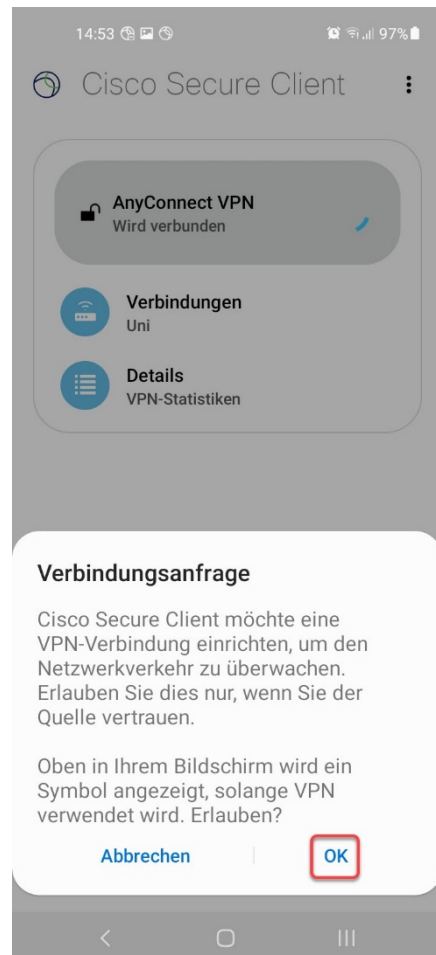 14:53 97%
Cisco Secure Client
AnyConnect VPN
Wird verbunden
Verbindungen
Uni
Details
VPN-Statistiken
Verbindungsanfrage
Cisco Secure Client möchte eine
VPN-Verbindung einrichten, um den
Netzwerkverkehr zu überwachen.
Erlauben Sie dies nur, wenn Sie der
Quelle vertrauen.
Oben in Ihrem Bildschirm wird ein
Symbol angezeigt, solange VPN
verwendet wird. Erlauben?
Abbrechen OK